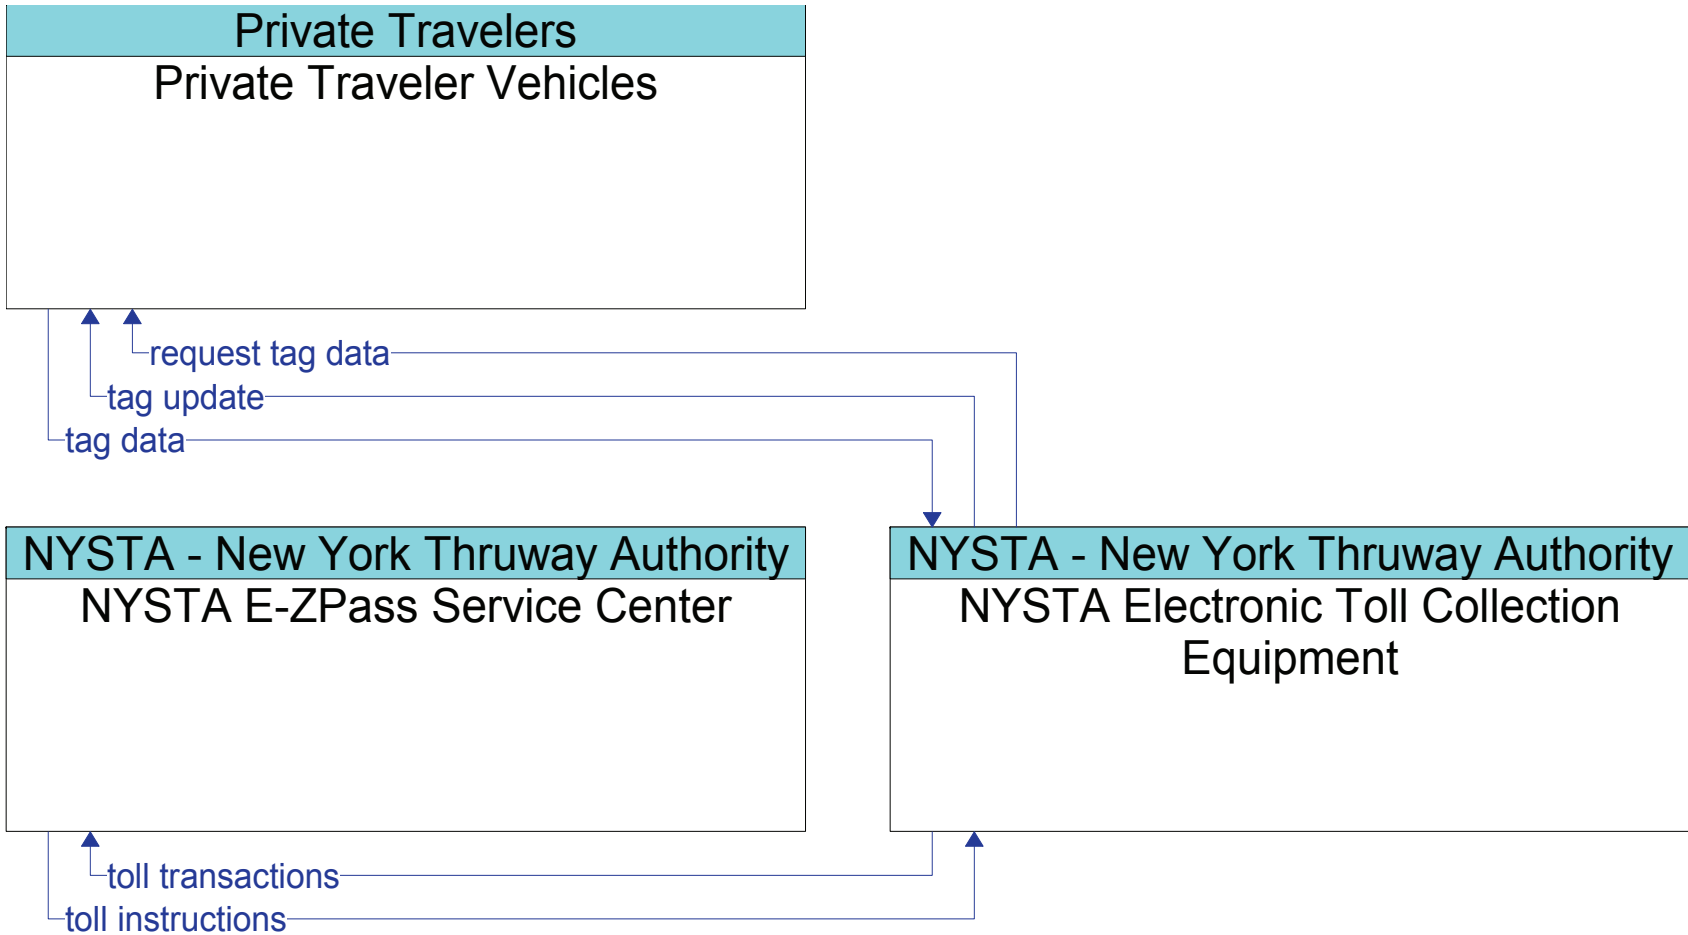 Private Travelers
Private Traveler Vehicles
request tag data
tag update
tag data
NYSTA - New York Thruway Authority
NYSTA E-ZPass Service Center
NYSTA - New York Thruway Authority
NYSTA Electronic Toll Collection
Equipment
toll transactions
toll instructions